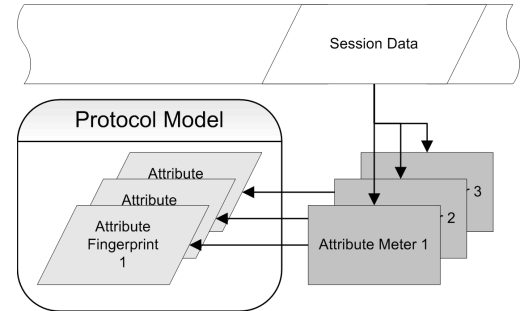 Session Data
Protocol Model
Attribute
Attribute
Attribute
Fingerprint
1
3
2
Attribute Meter 1